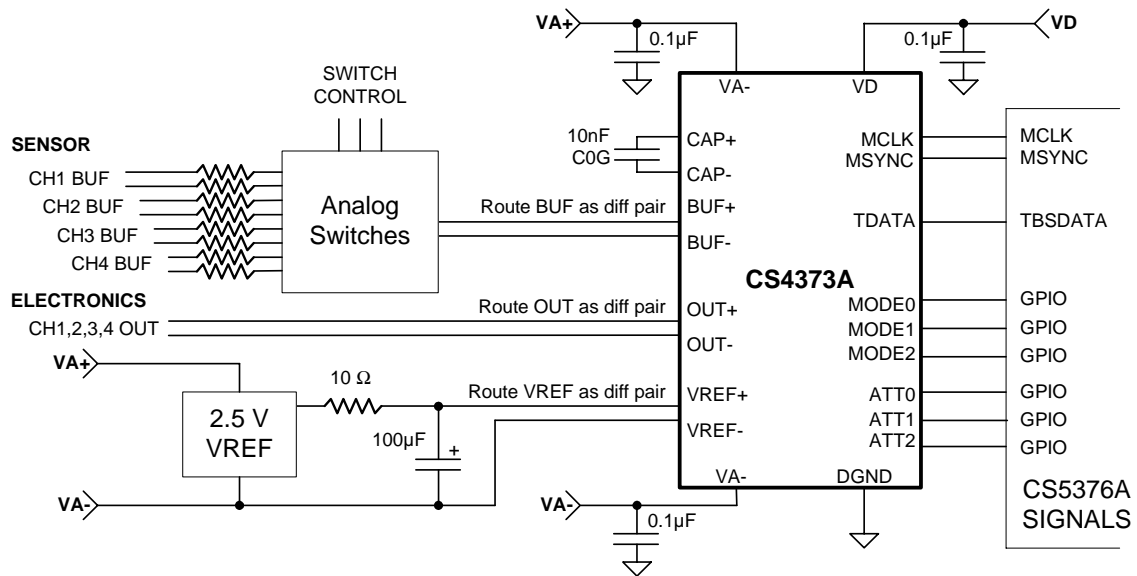 VA+
0.1µF
0.1µF
VD
SWITCH
CONTROL
VA-
VD
SENSOR
CH1 BUF
CH2 BUF
CH3 BUF
CH4 BUF
Analog
Switches
10nF
C0G
CAP+
CAP-
Route BUF as diff pair
BUF+
BUF-
MCLK
MSYNC
TDATA
MCLK
MSYNC
TBSDATA
CS4373A
ELECTRONICS
CH1,2,3,4 OUT
Route OUT as diff pair
OUT+
OUT-
MODE0
MODE1
MODE2
GPIO
GPIO
GPIO
VA+
2.5 V
VREF
10 Ω
Route VREF as diff pair
VREF+
VREF-
100µF
+
ATT0
ATT1
ATT2
GPIO
GPIO
GPIO
VA-
VA-
0.1µF
VA-
DGND
CS5376A
SIGNALS